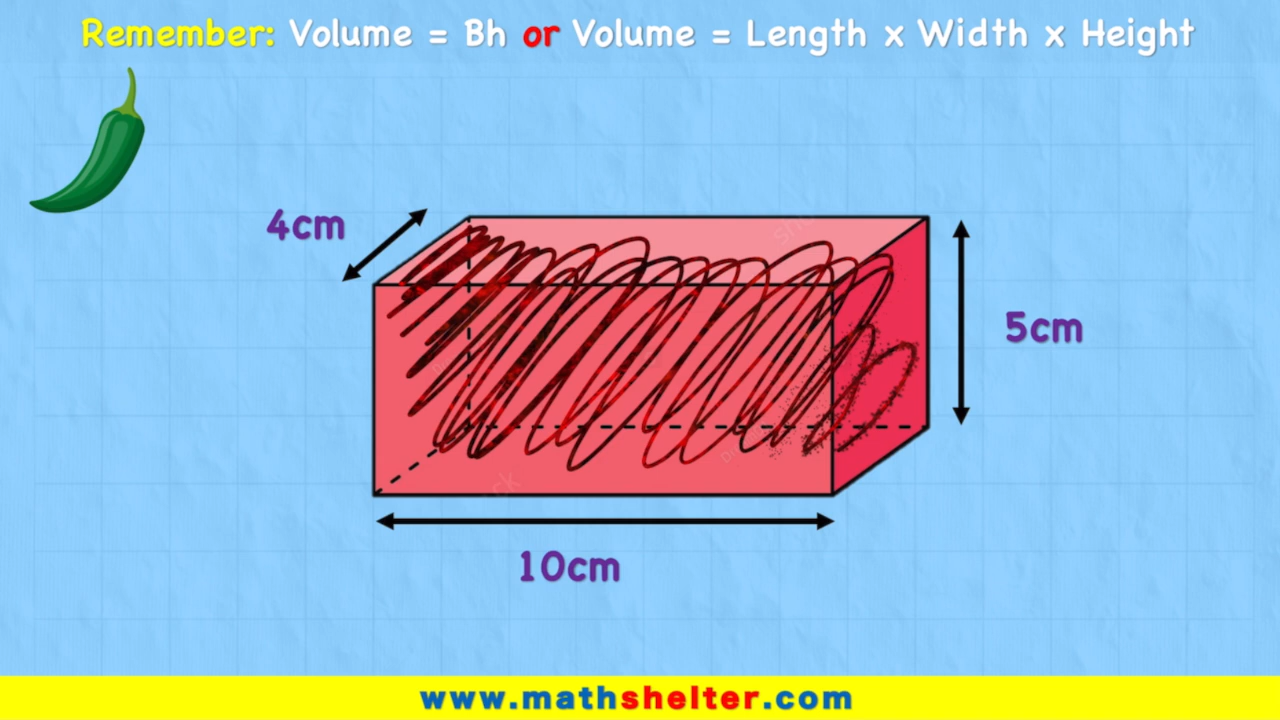 Remember: Volume = Bh or Volume = Length x Width x Height
4cm
5cm
10cm
www.mathshelter.com